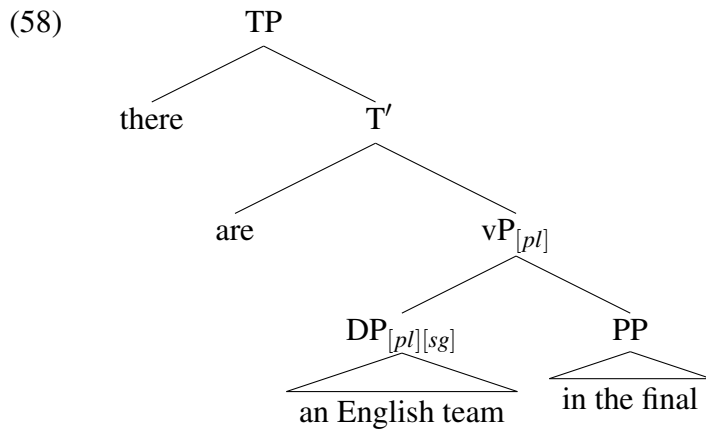 (58) TP
there T′
are vP[pl]
DP[pl][sg] PP
an English team in the final